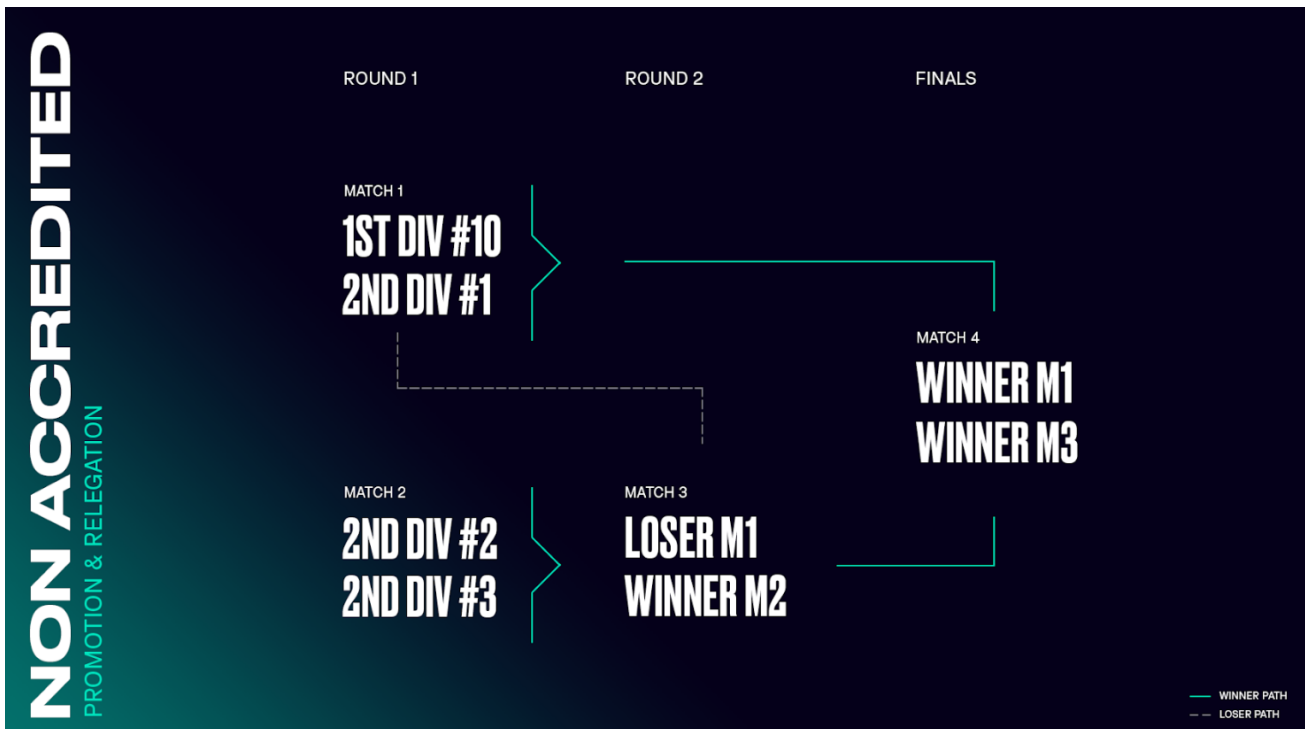 NON ACCREDITED
PROMOTION & RELEGATION
ROUND 1
ROUND 2
FINALS
MATCH 1
1ST DIV #10
2ND DIV #1
MATCH 2
2ND DIV #2
2ND DIV #3
MATCH 3
LOSER M1
WINNER M2
MATCH 4
WINNER M1
WINNER M3
WINNER PATH
LOSER PATH